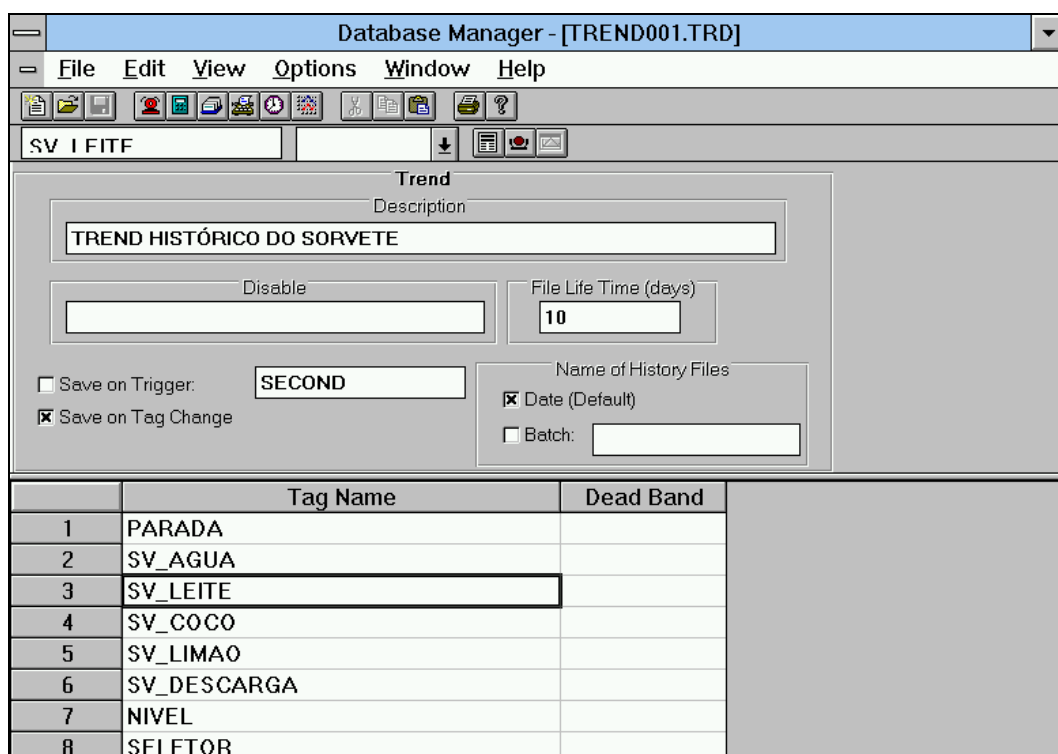 Database Manager - [TREND001.TRD]
File Edit View Options Window Help
SV_LEITE
Trend
Description
TREND HISTÓRICO DO SORVETE
Disable
File Life Time (days)
10
Save on Trigger: SECOND
Save on Tag Change
Name of History Files
Date (Default)
Batch:
Tag Name Dead Band
1 PARADA
2 SV_AGUA
3 SV_LEITE
4 SV_COCO
5 SV_LIMAO
6 SV_DESCARGA
7 NIVEL
8 SELETOR